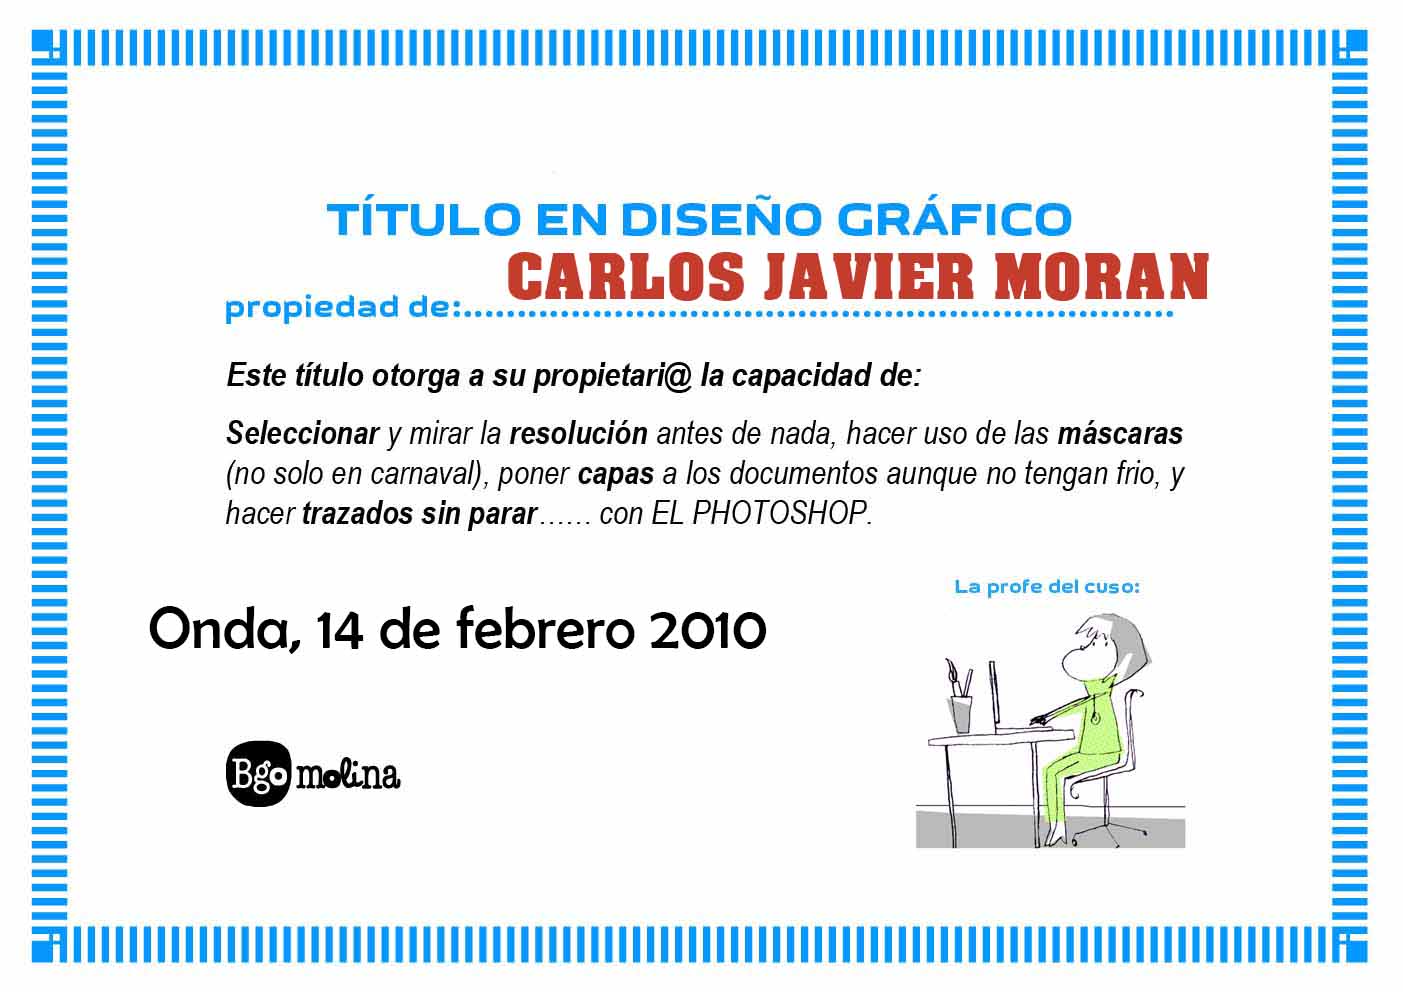 TÍTULO EN DISEÑO GRÁFICO
CARLOS JAVIER MORAN
propiedad de:..................................................................
Este título otorga a su propietari@ la capacidad de:
Seleccionar y mirar la resolución antes de nada, hacer uso de las máscaras
(no solo en carnaval), poner capas a los documentos aunque no tengan frio, y
hacer trazados sin parar...... con EL PHOTOSHOP.
La profe del cuso:
Onda, 14 de febrero 2010
Bgo molina